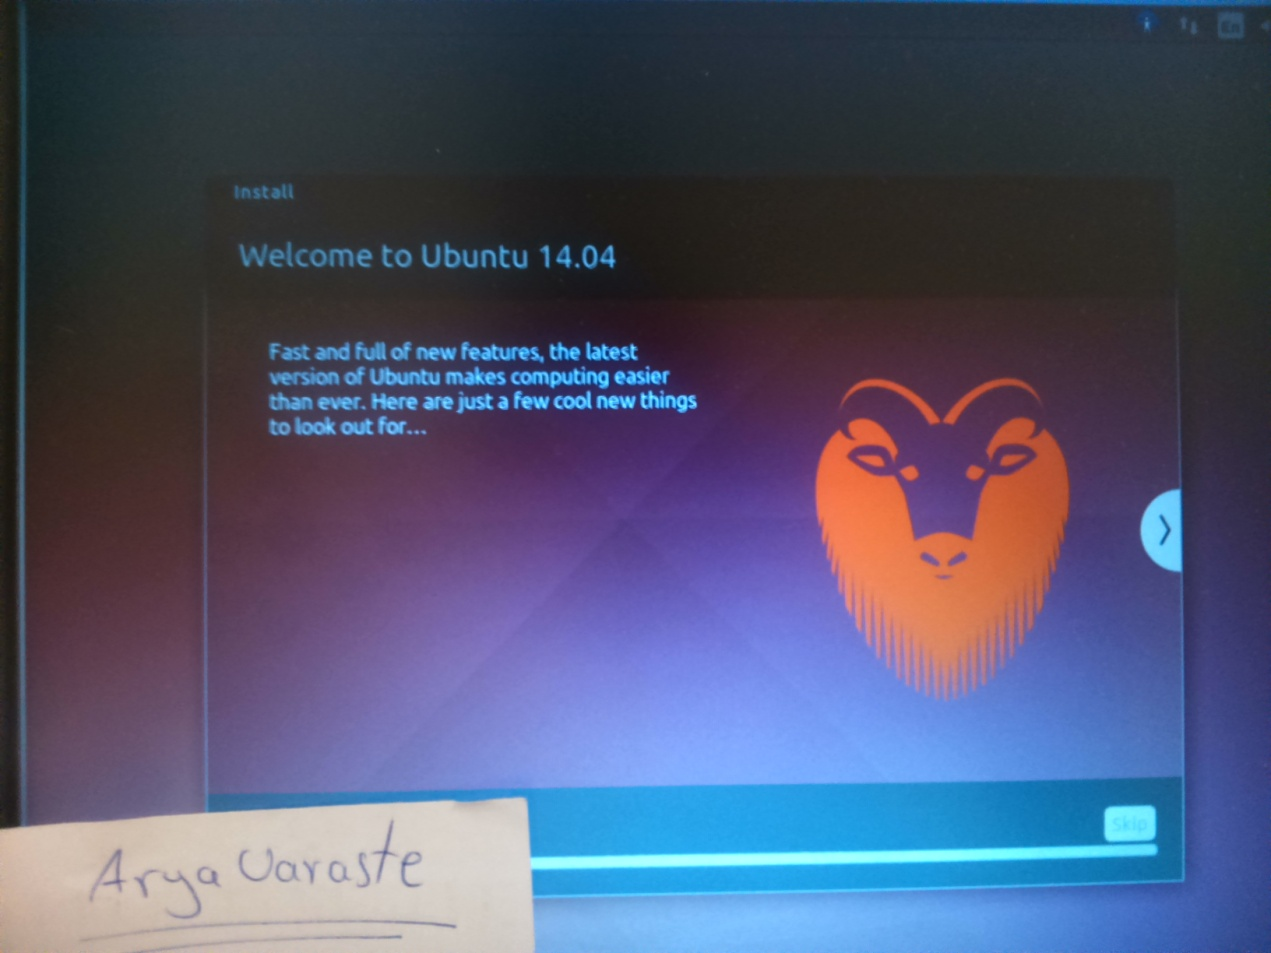 En
Install
Welcome to Ubuntu 14.04
Fast and full of new features, the latest
version of Ubuntu makes computing easier
than ever. Here are just a few cool new things
to look out for...
Skip
Arya Varaste